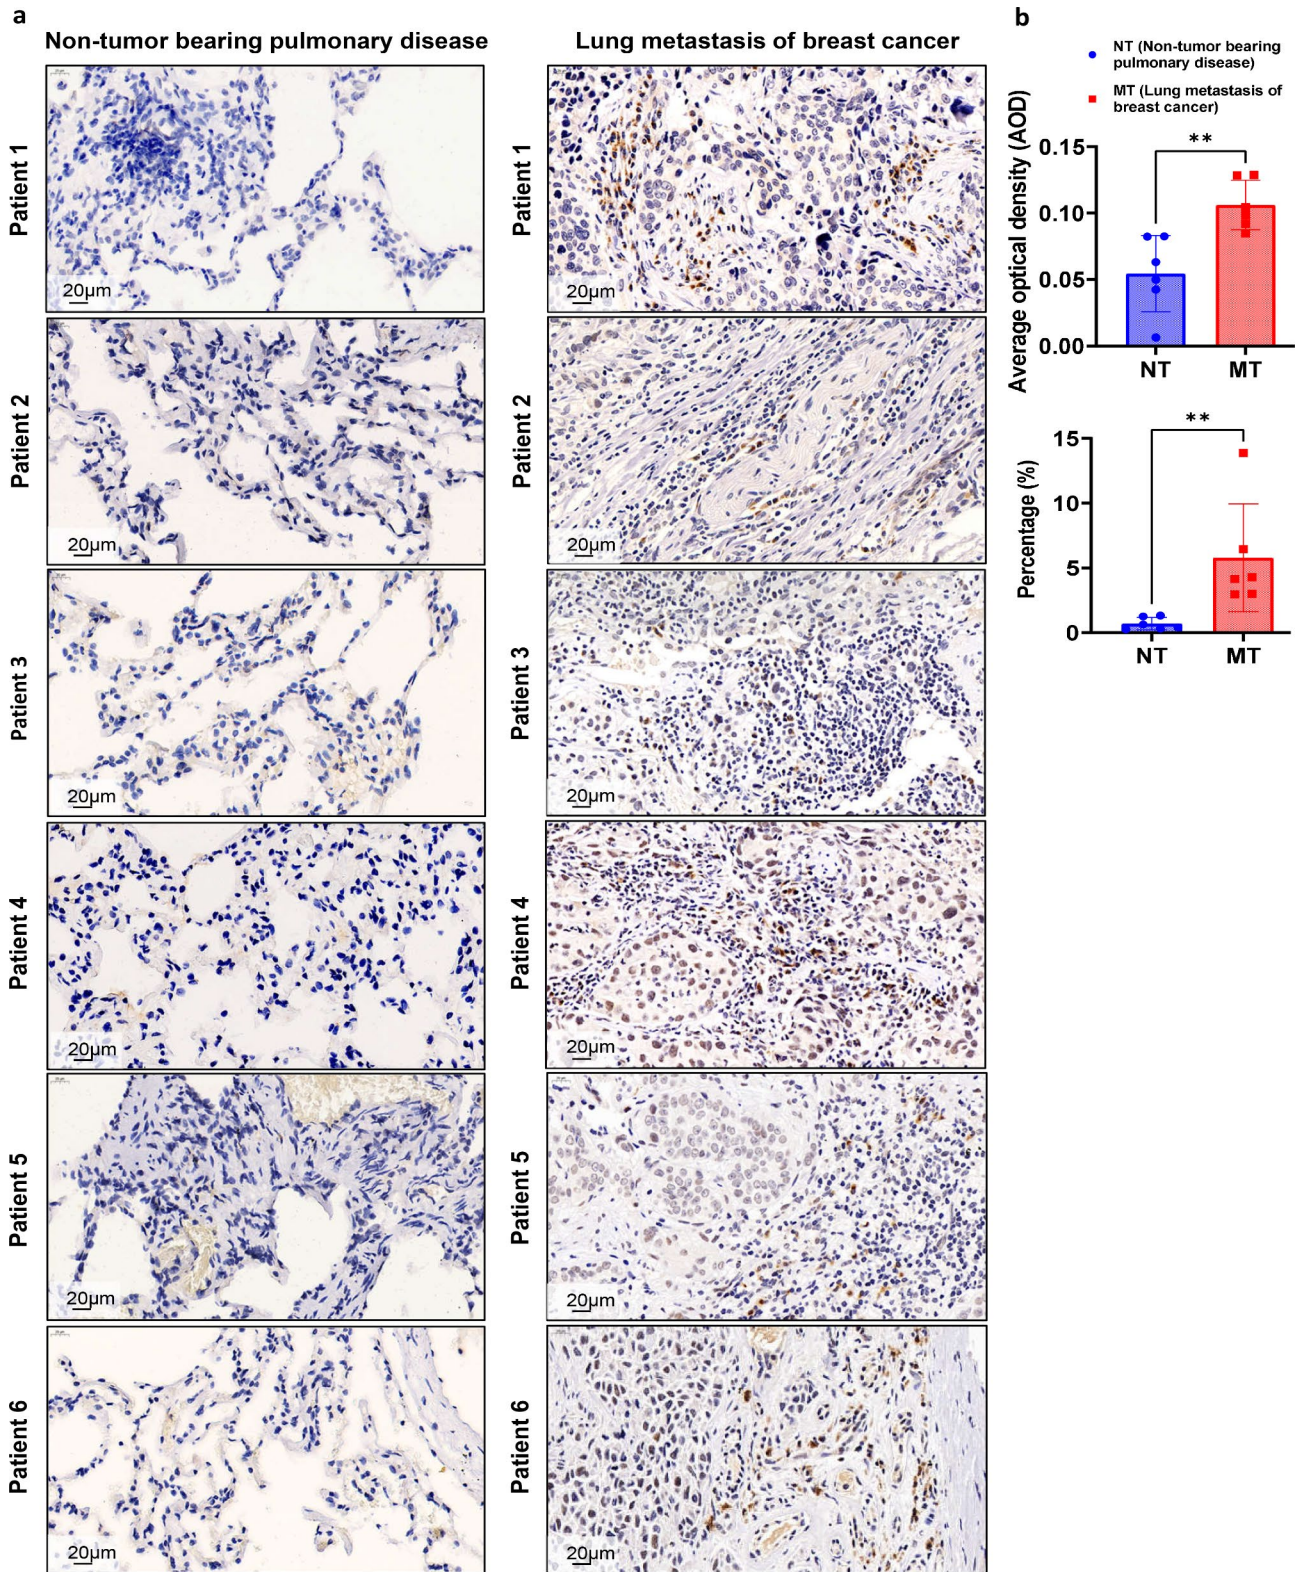 a
Non-tumor bearing pulmonary disease
Lung metastasis of breast cancer
Patient 1
20µm
Patient 1
20µm
Patient 2
20µm
Patient 2
20µm
Patient 3
20µm
Patient 3
20µm
Patient 4
20µm
Patient 4
20µm
Patient 5
20µm
Patient 5
20µm
Patient 6
20µm
Patient 6
20µm
b
NT (Non-tumor bearing
pulmonary disease)
MT (Lung metastasis of
breast cancer)
Average optical density (AOD)
0.15
0.10
0.05
0.00
**
NT
MT
Percentage (%)
15
10
5
0
**
NT
MT